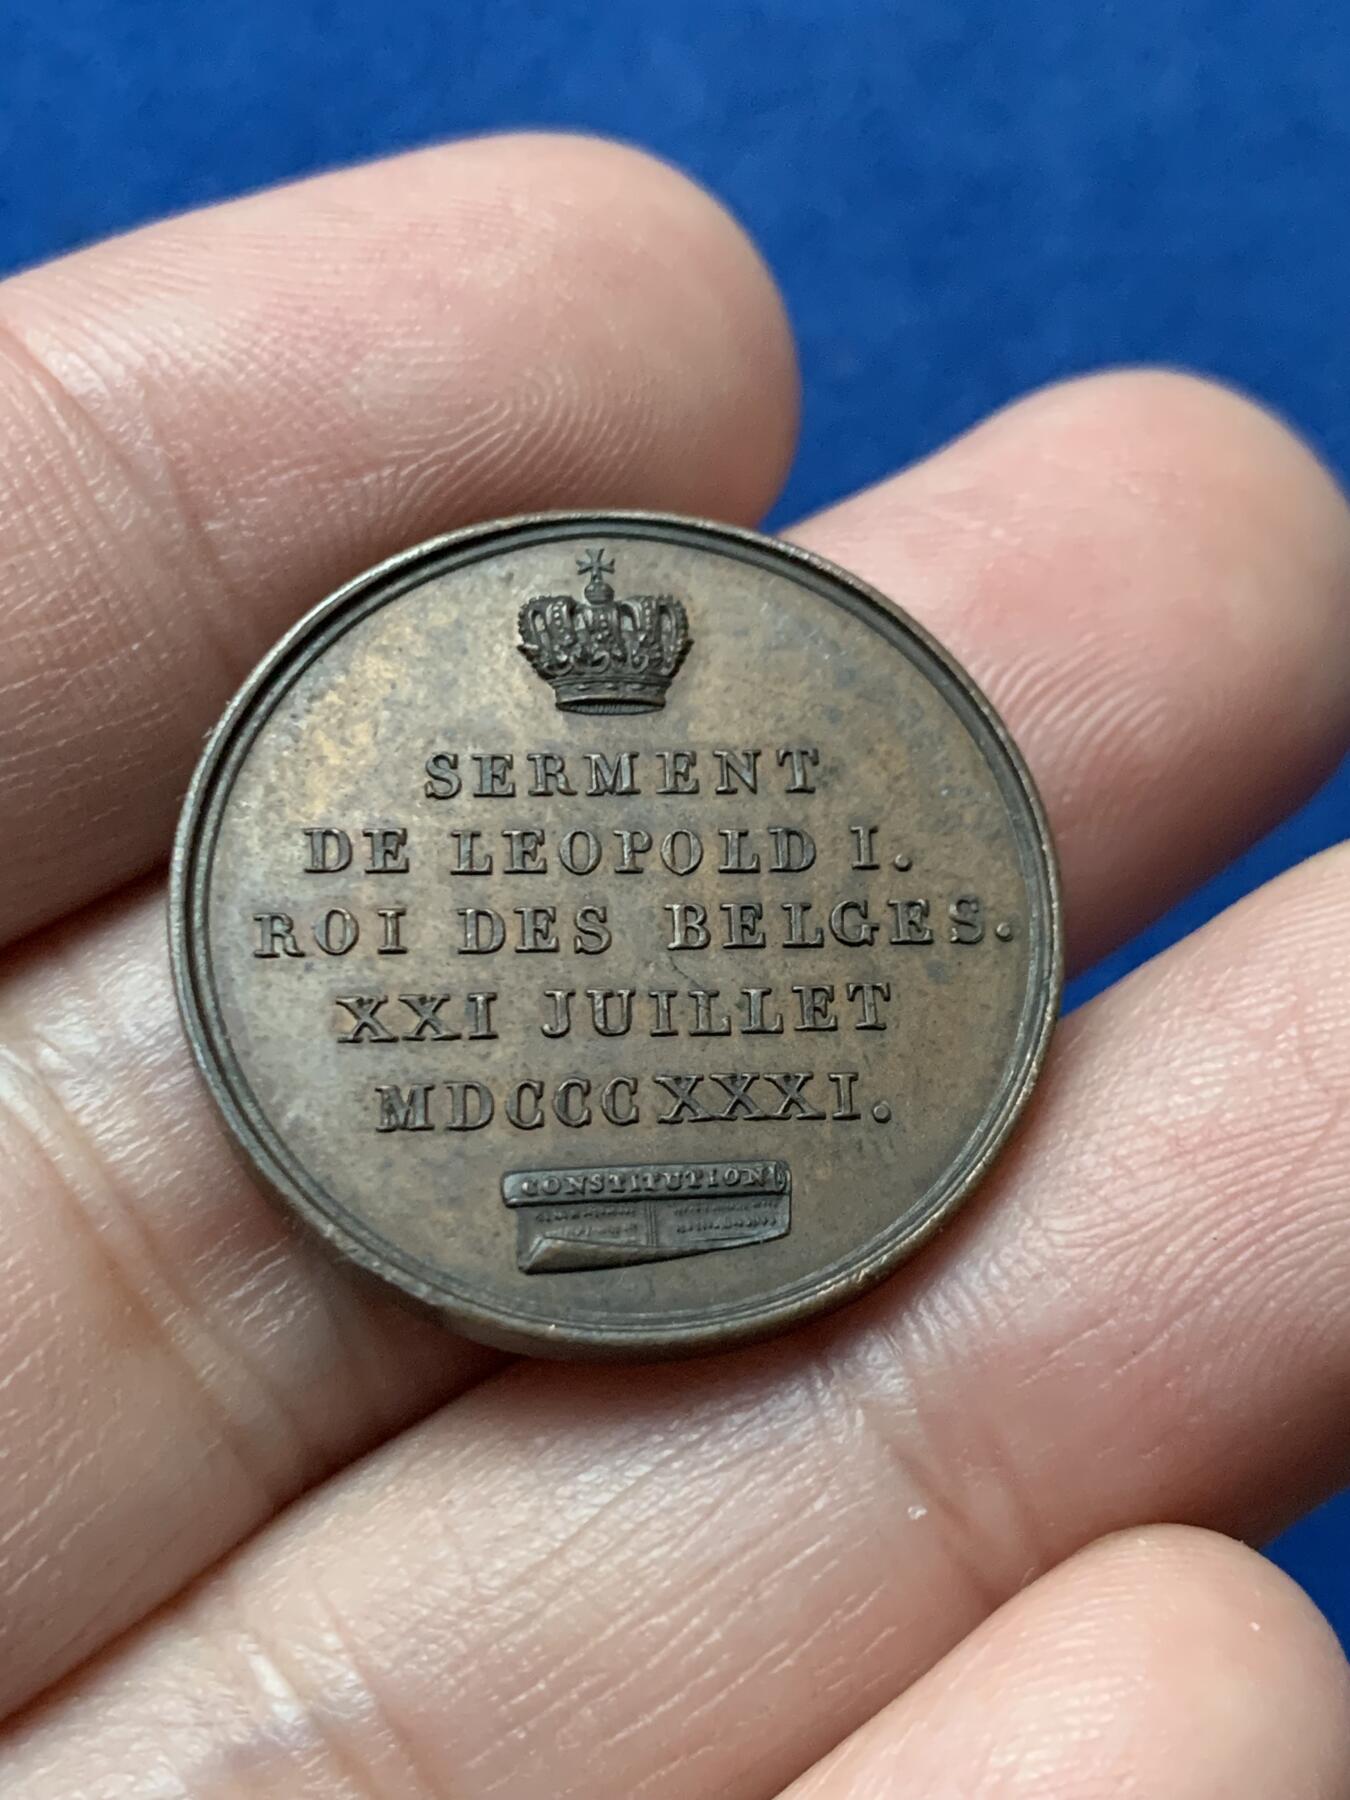 SERMENT
DE LEOPOLD I.
ROI DES BELGES.
XXI JUILLET
MDCCCXXXI.
CONSTITUTION